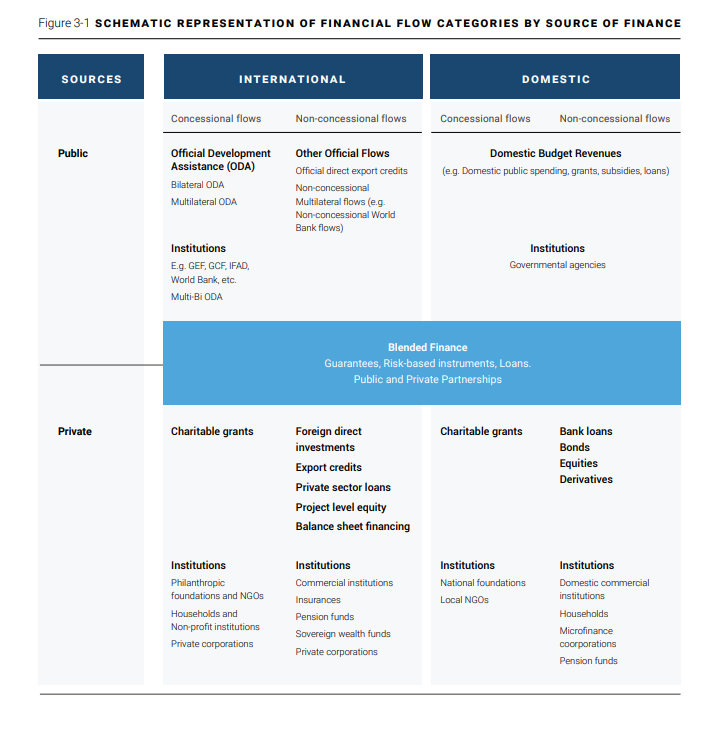 Figure 3-1 SCHEMATIC REPRESENTATION OF FINANCIAL FLOW CATEGORIES BY SOURCE OF FINANCE
SOURCES
INTERNATIONAL
DOMESTIC
Concessional flows
Non-concessional flows
Concessional flows
Non-concessional flows
Public
Official Development
Assistance (ODA)
Bilateral ODA
Multilateral ODA
Institutions
E.g. GEF, GCF, IFAD,
World Bank, etc.
Multi-Bi ODA
Other Official Flows
Official direct export credits
Non-concessional
Multilateral flows (e.g.
Non-concessional World
Bank flows)
Domestic Budget Revenues
(e.g. Domestic public spending, grants, subsidies, loans)
Institutions
Governmental agencies
Blended Finance
Guarantees, Risk-based instruments, Loans.
Public and Private Partnerships
Private
Charitable grants
Institutions
Philanthropic
foundations and NGOs
Households and
Non-profit institutions
Private corporations
Foreign direct
investments
Export credits
Private sector loans
Project level equity
Balance sheet financing
Institutions
Commercial institutions
Insurances
Pension funds
Sovereign wealth funds
Private corporations
Charitable grants
Institutions
National foundations
Local NGOs
Bank loans
Bonds
Equities
Derivatives
Institutions
Domestic commercial
institutions
Households
Microfinance
coorporations
Pension funds